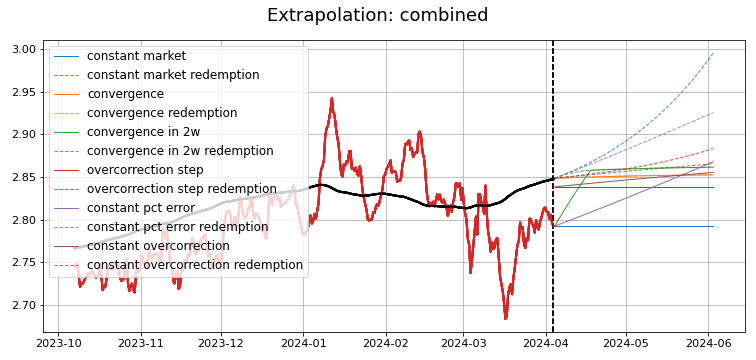 Extrapolation: combined
3.00
2.95
2.90
2.85
2.80
2.75
2.70
constant market
constant market redemption
convergence
convergence redemption
convergence in 2w
convergence in 2w redemption
overcorrection step
overcorrection step redemption
constant pct error
constant pct error redemption
constant overcorrection
constant overcorrection redemption
2023-10 2023-11 2023-12 2024-01 2024-02 2024-03 2024-04 2024-05 2024-06